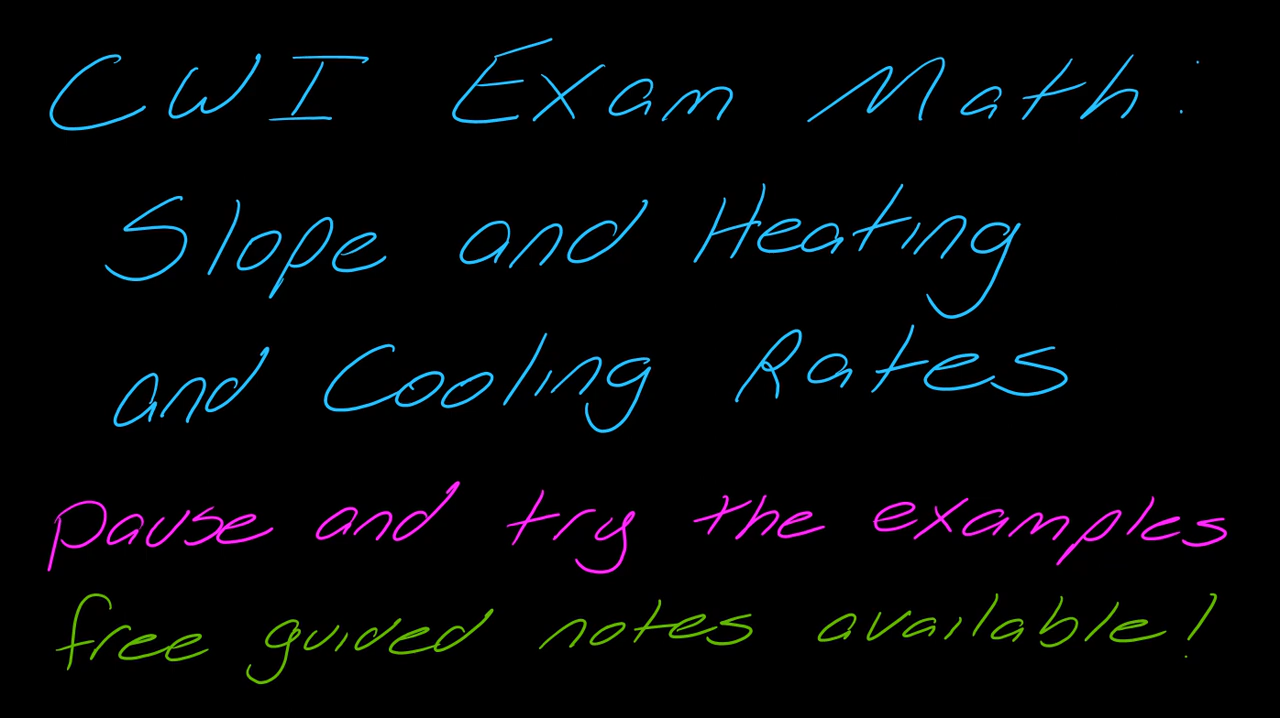 CWI Exam Math:
Slope and Heating
and Cooling Rates
pause and try the examples
free guided notes available!